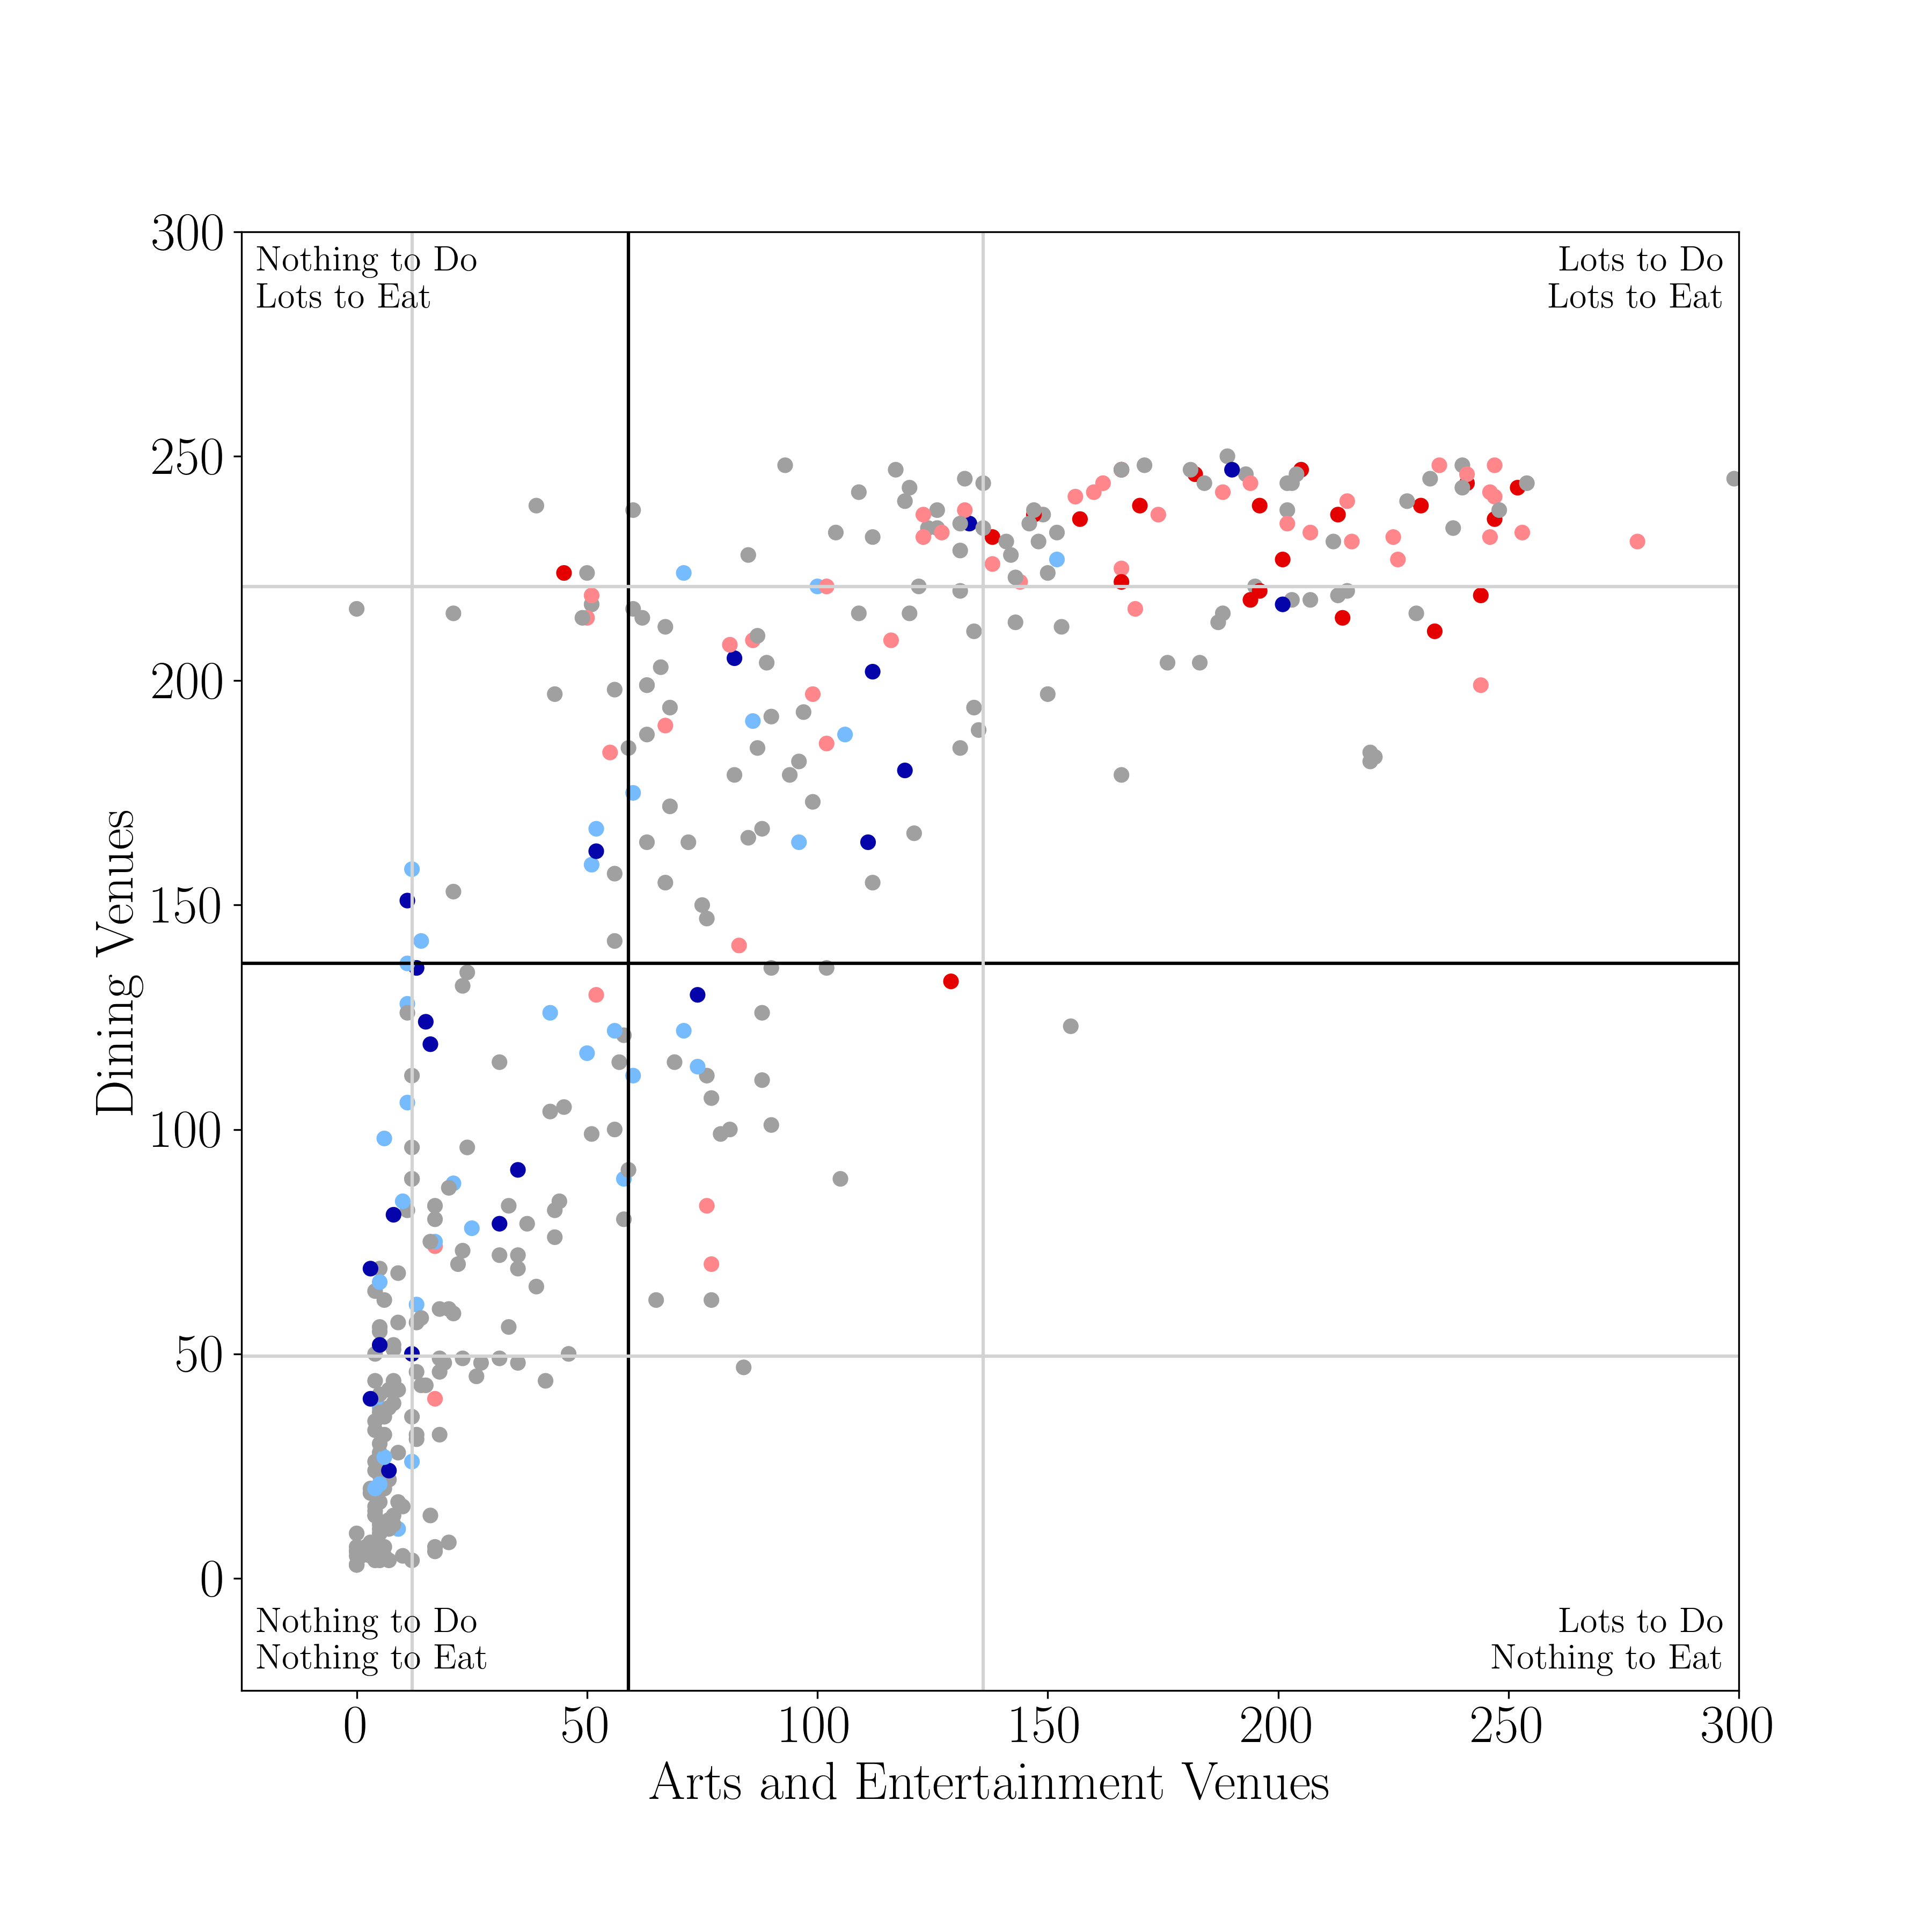 Nothing to Do
Lots to Eat
Lots to Do
Lots to Eat
300
250
200
150
100
50
0
Dining Venues
Nothing to Do
Nothing to Eat
Lots to Do
Nothing to Eat
0
50
100
150
200
250
300
Arts and Entertainment Venues